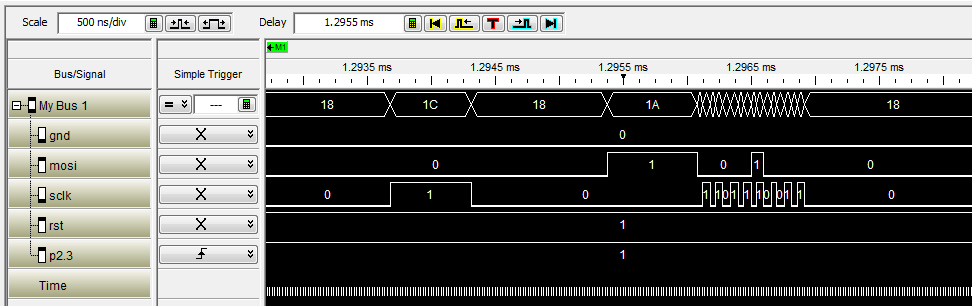 Scale 500 ns/div Delay 1.2955 ms T
M1
Bus/Signal Simple Trigger 1.2935 ms 1.2945 ms 1.2955 ms 1.2965 ms 1.2975 ms
My Bus 1 = --- 18 1C 18 1A 18
gnd X 0
mosi X 0 1 0 1 0
sclk X 0 1 0 1 1 0 1 1 1 0 0 1 1 0
rst X 1
p2.3 1
Time